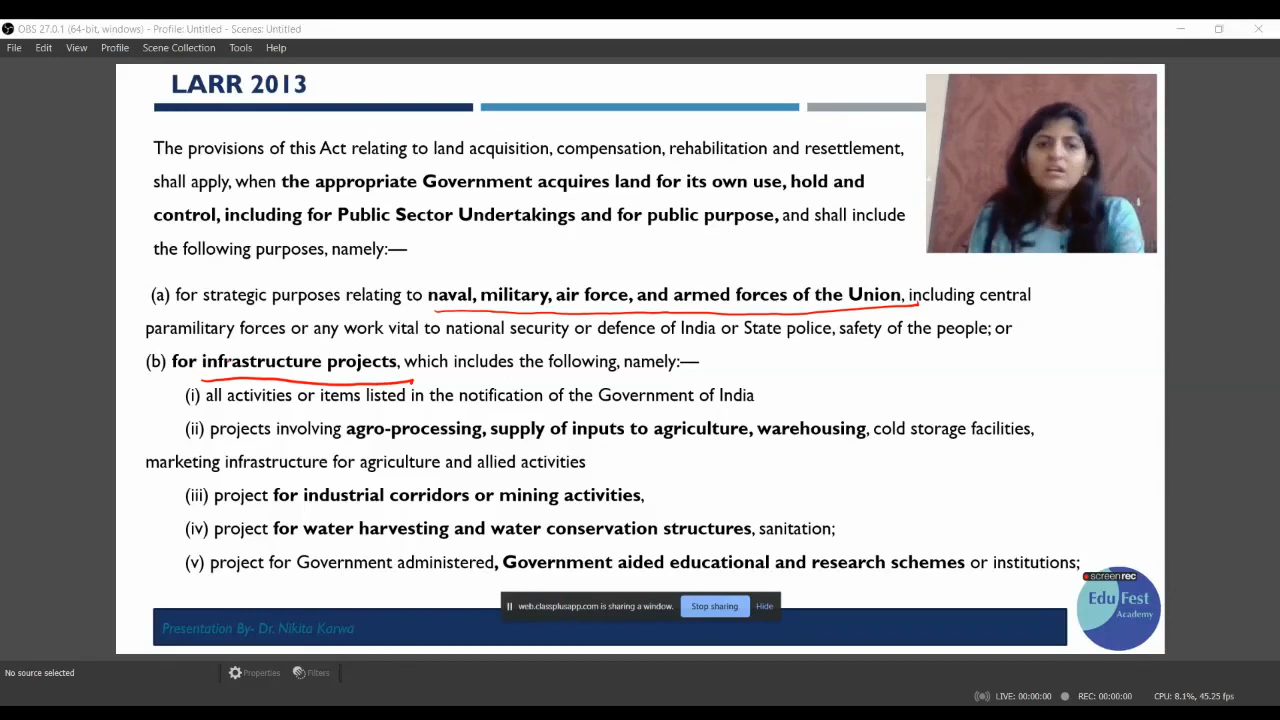 OBS 27.0.1 (64-bit, windows) - Profile: Untitled - Scenes: Untitled
File Edit View Profile Scene Collection Tools Help
LARR 2013
The provisions of this Act relating to land acquisition, compensation, rehabilitation and resettlement,
shall apply, when the appropriate Government acquires land for its own use, hold and
control, including for Public Sector Undertakings and for public purpose, and shall include
the following purposes, namely:—
(a) for strategic purposes relating to naval, military, air force, and armed forces of the Union, including central
paramilitary forces or any work vital to national security or defence of India or State police, safety of the people; or
(b) for infrastructure projects, which includes the following, namely:—
(i) all activities or items listed in the notification of the Government of India
(ii) projects involving agro-processing, supply of inputs to agriculture, warehousing, cold storage facilities,
marketing infrastructure for agriculture and allied activities
(iii) project for industrial corridors or mining activities,
(iv) project for water harvesting and water conservation structures, sanitation;
(v) project for Government administered, Government aided educational and research schemes or institutions;
screenrec
EduFest
Academy
web.classplusapp.com is sharing a window. Stop sharing Hide
Presentation By- Dr. Nikita Karwa
No source selected Properties Filters
LIVE: 00:00:00 REC: 00:00:00 CPU: 8.1%, 45.25 fps